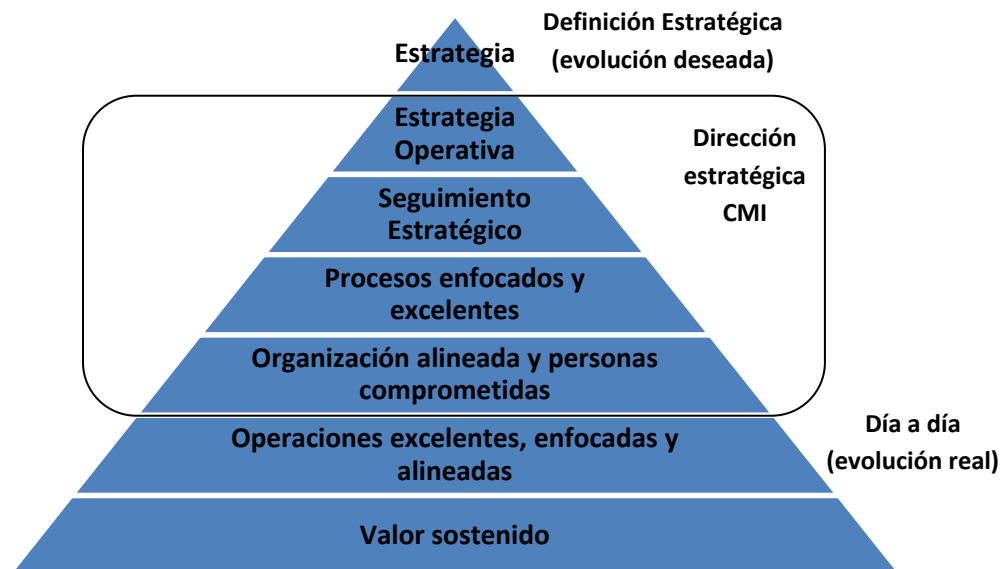 Definición Estratégica
(evolución deseada)
Estrategia
Estrategia
Operativa
Dirección
estratégica
CMI
Seguimiento
Estratégico
Procesos enfocados y
excelentes
Organización alineada y personas
comprometidas
Operaciones excelentes, enfocadas y
alineadas
Día a día
(evolución real)
Valor sostenido